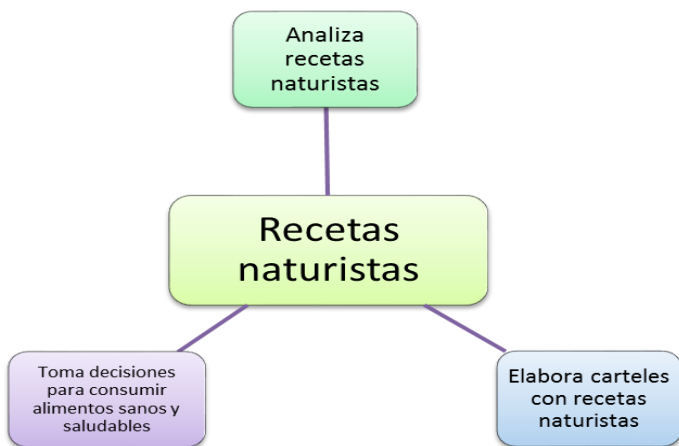 Analiza
recetas
naturistas
Recetas
naturistas
Toma decisiones
para consumir
alimentos sanos y
saludables
Elabora carteles
con recetas
naturistas